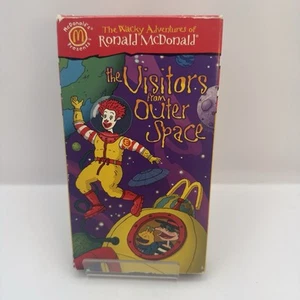 McDonald's
Presents
The Wacky Adventures of
Ronald McDonald®
the Visitors
from
Outer
Space